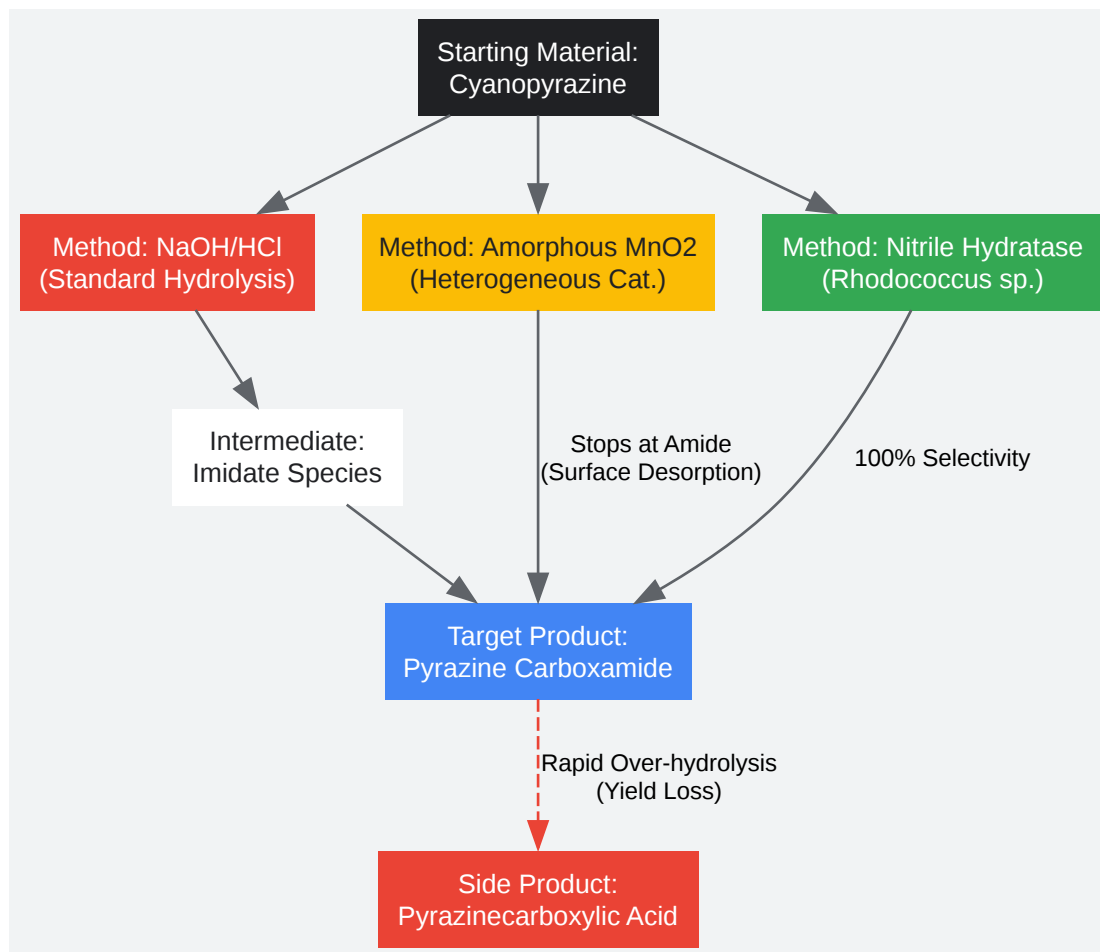 Starting Material:
Cyanopyrazine
Method: NaOH/HCl
(Standard Hydrolysis)
Method: Amorphous MnO2
(Heterogeneous Cat.)
Method: Nitrile Hydratase
(Rhodococcus sp.)
Intermediate:
Imidate Species
Stops at Amide
(Surface Desorption)
100% Selectivity
Target Product:
Pyrazine Carboxamide
Rapid Over-hydrolysis
(Yield Loss)
Side Product:
Pyrazinecarboxylic Acid